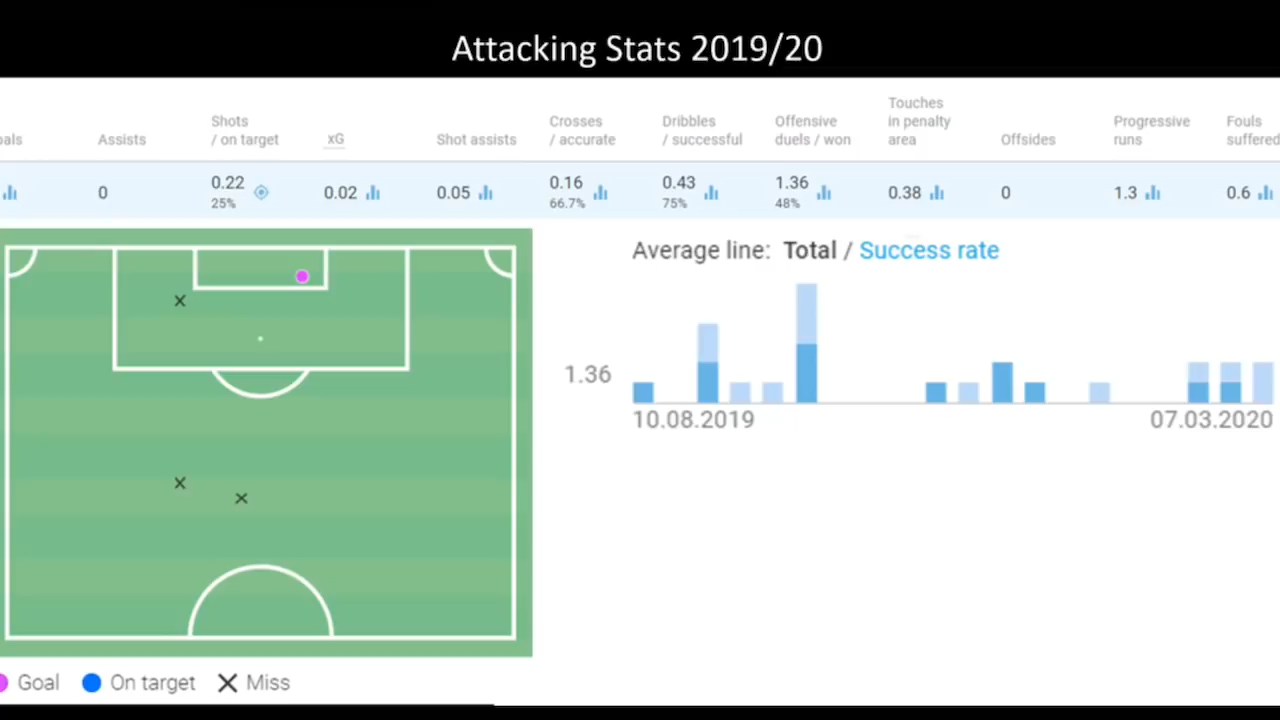 Attacking Stats 2019/20
als
Assists
Shots
/ on target
xG
Shot assists
Crosses
/ accurate
Dribbles
/ successful
Offensive
duels / won
Touches
in penalty
area
Offsides
Progressive
runs
Fouls
suffered
0
0.22
25%
0.02
0.05
0.16
66.7%
0.43
75%
1.36
48%
0.38
0
1.3
0.6
Average line: Total / Success rate
1.36
10.08.2019
07.03.2020
Goal
On target
Miss